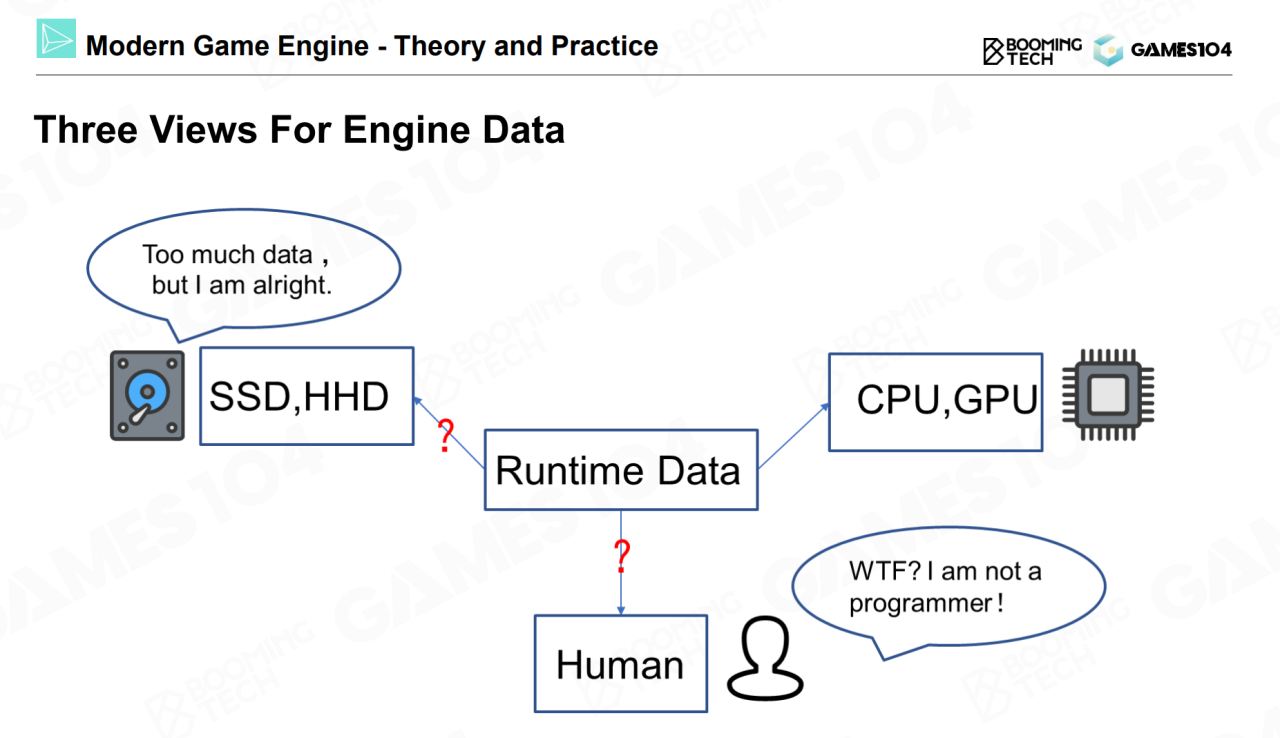 Modern Game Engine - Theory and Practice
BOOMING
TECH
GAMES104
Three Views For Engine Data
Too much data，
but I am alright.
SSD,HHD
CPU,GPU
?
Runtime Data
?
WTF? I am not a
programmer！
Human